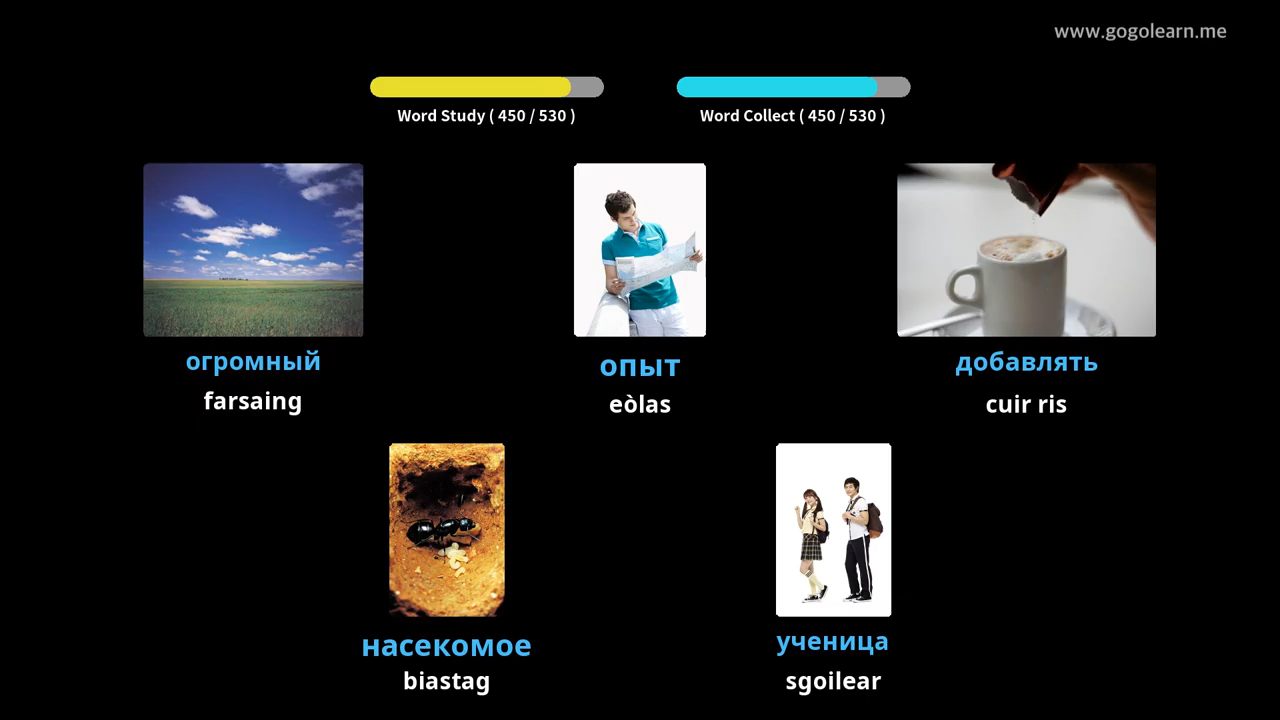 www.gogolearn.me
Word Study ( 450 / 530 )
Word Collect ( 450 / 530 )
огромный
farsaing
опыт
eòlas
добавлять
cuir ris
насекомое
biastag
ученица
sgoilear